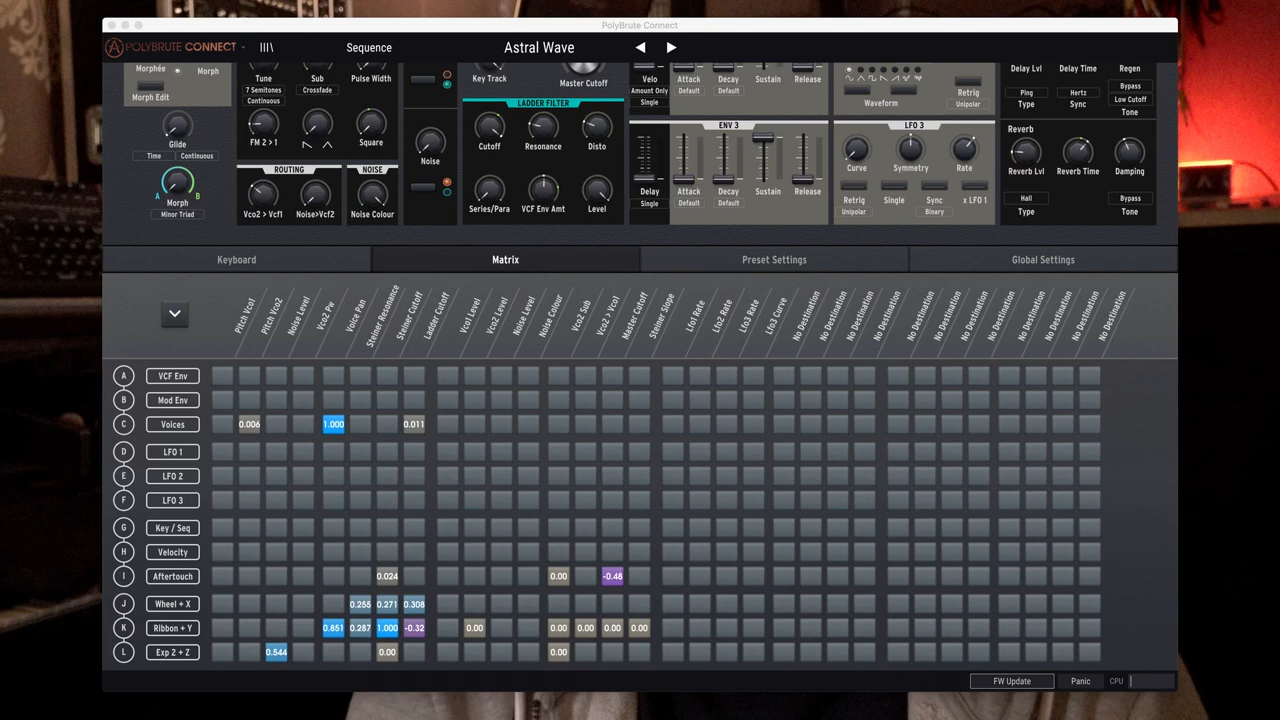 PolyBrute Connect
POLYBRUTE CONNECT
Sequence
Astral Wave
Morphée
Morph
Morph Edit
Glide
Time
Continuous
A
B
Morph
Minor Triad
Tune
7 Semitones
Continuous
Sub
Crossfade
Pulse Width
FM 2 > 1
Square
ROUTING
NOISE
Vco2 > Vcf1
Noise>Vcf2
Noise Colour
Noise
Key Track
Master Cutoff
LADDER FILTER
Cutoff
Resonance
Disto
Series/Para
VCF Env Amt
Level
Velo
Amount Only
Single
Attack
Default
Decay
Default
Sustain
Release
ENV 3
Delay
Single
Attack
Default
Decay
Default
Sustain
Release
Waveform
Retrig
Unipolar
LFO 3
Curve
Symmetry
Rate
Retrig
Unipolar
Single
Sync
Binary
x LFO 1
Delay Lvl
Delay Time
Regen
Ping
Type
Hertz
Sync
Bypass
Low Cutoff
Tone
Reverb
Reverb Lvl
Reverb Time
Damping
Hall
Type
Bypass
Tone
Keyboard
Matrix
Preset Settings
Global Settings
Pitch Vco1
Pitch Vco2
Noise Level
Vco2 Pw
Voice Pan
Steiner Resonance
Steiner Cutoff
Ladder Cutoff
Vco1 Level
Vco2 Level
Noise Level
Noise Colour
Vco2 Sub
Vco2 > Vco1
Master Cutoff
Steiner Slope
Lfo1 Rate
Lfo2 Rate
Lfo3 Rate
Lfo3 Curve
No Destination
No Destination
No Destination
No Destination
No Destination
No Destination
No Destination
No Destination
No Destination
No Destination
No Destination
No Destination
A VCF Env
B Mod Env
C Voices 0.006 1.000 0.011
D LFO 1
E LFO 2
F LFO 3
G Key / Seq
H Velocity
I Aftertouch 0.024 0.00 -0.48
J Wheel + X 0.255 0.271 0.308
K Ribbon + Y 0.851 0.287 1.000 -0.32 0.00 0.00 0.00 0.00 0.00
L Exp 2 + Z 0.544 0.00 0.00
FW Update
Panic
CPU